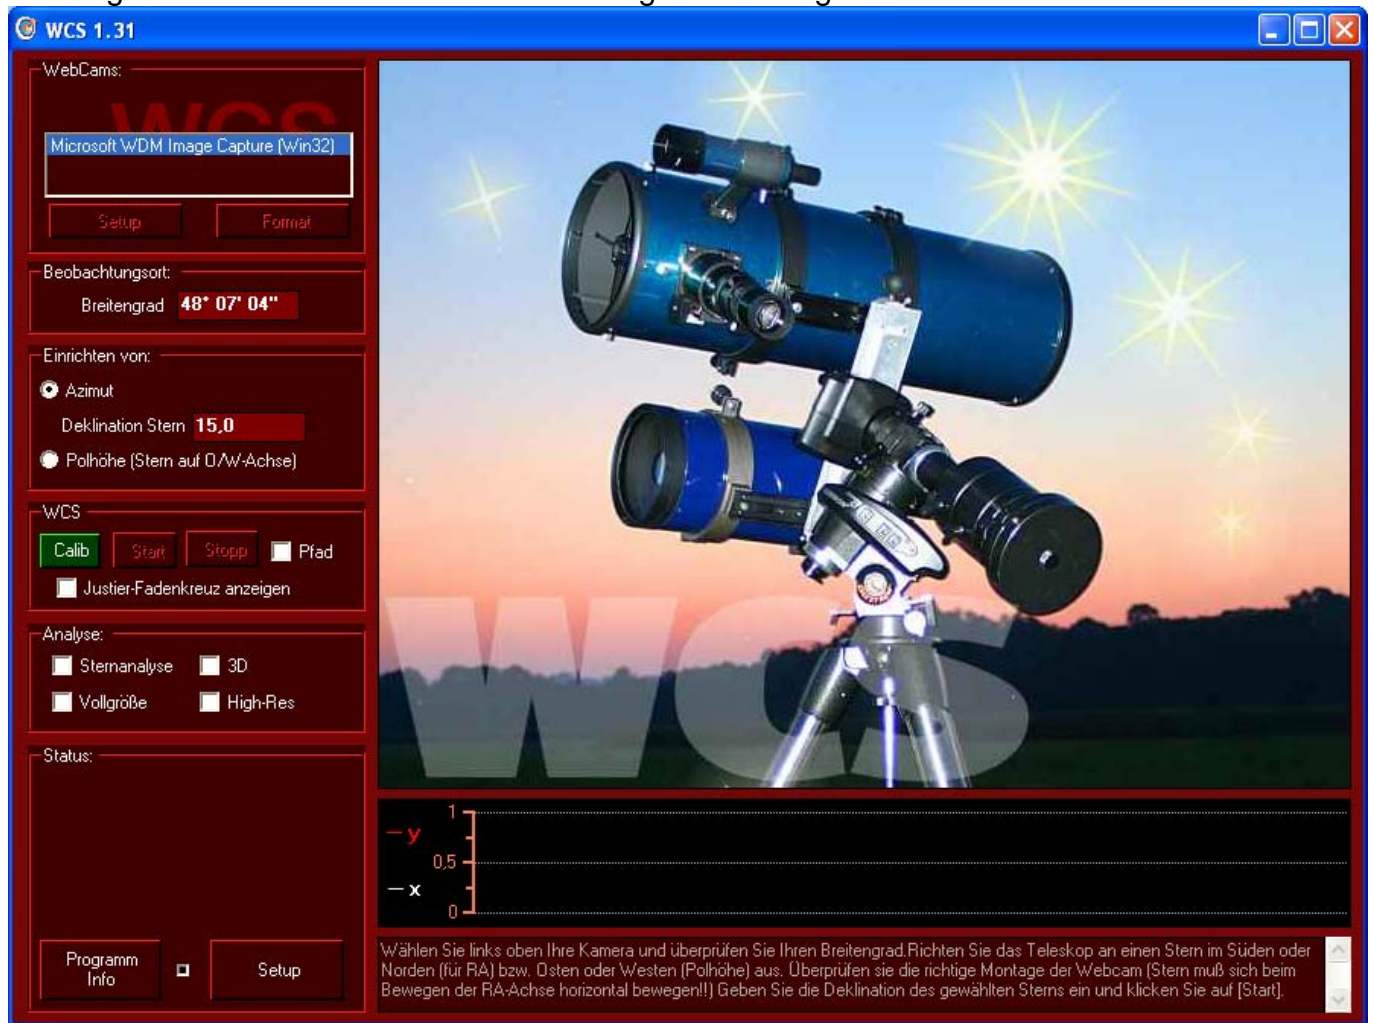 WCS 1.31
WebCams:
WCS
Microsoft WDM Image Capture (Win32)
Setup Format
Beobachtungsort:
Breitengrad 48° 07' 04"
Einrichten von:
Azimut
Deklination Stern 15,0
Polhöhe (Stern auf O/W-Achse)
WCS
Calib Start Stopp Pfad
Justier-Fadenkreuz anzeigen
Analyse:
Sternanalyse 3D
Vollgröße High-Res
Status:
Programm
Info
Setup
WCS
1
y
0,5
x
0
Wählen Sie links oben Ihre Kamera und überprüfen Sie Ihren Breitengrad.Richten Sie das Teleskop an einen Stern im Süden oder
Norden (für RA) bzw. Osten oder Westen (Polhöhe) aus. Überprüfen sie die richtige Montage der Webcam (Stern muß sich beim
Bewegen der RA-Achse horizontal bewegen!!) Geben Sie die Deklination des gewählten Sterns ein und klicken Sie auf [Start].